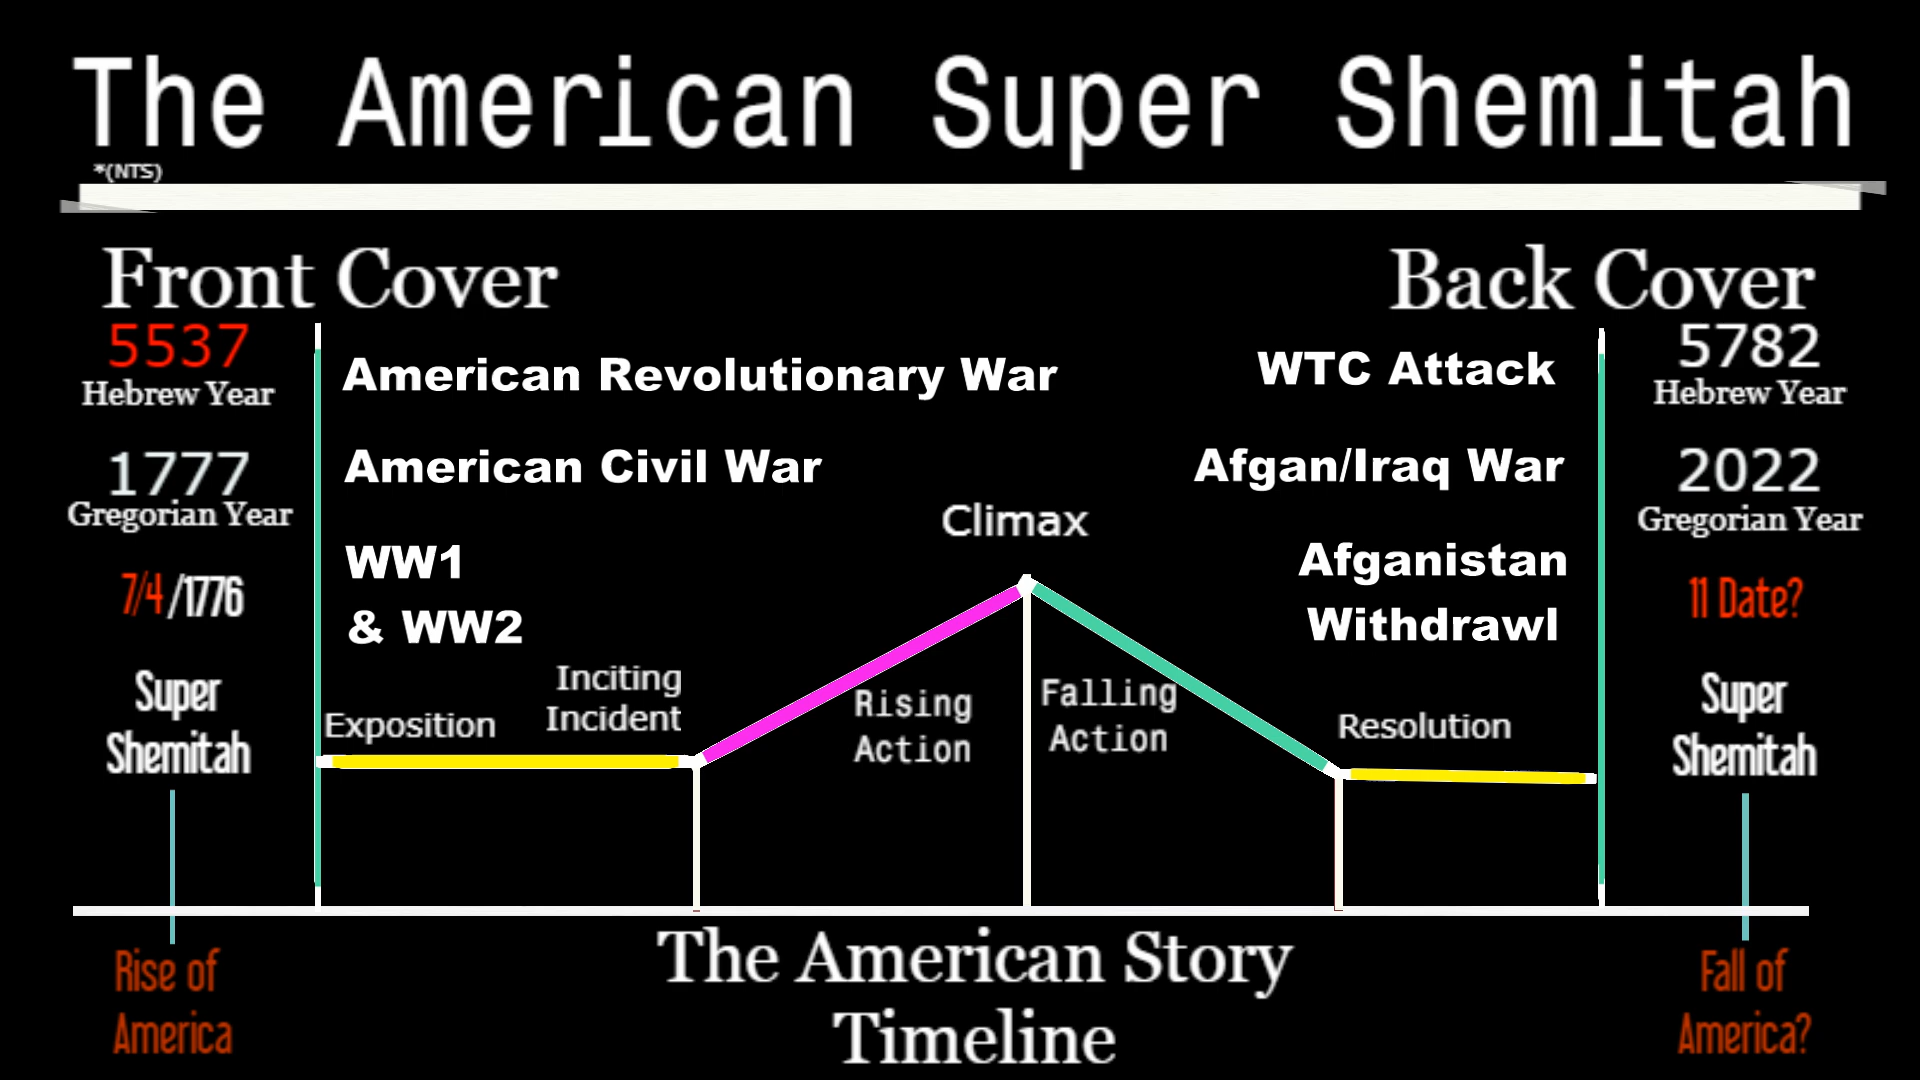 The American Super Shemitah
*(NTS)
Front Cover
Back Cover
5537
Hebrew Year
1777
Gregorian Year
7/4/1776
Super
Shemitah
Rise of
America
American Revolutionary War
American Civil War
WW1
& WW2
Exposition
Inciting
Incident
Rising
Action
Climax
Falling
Action
WTC Attack
Afgan/Iraq War
Afganistan
Withdrawl
Resolution
5782
Hebrew Year
2022
Gregorian Year
11 Date?
Super
Shemitah
Fall of
America?
The American Story
Timeline